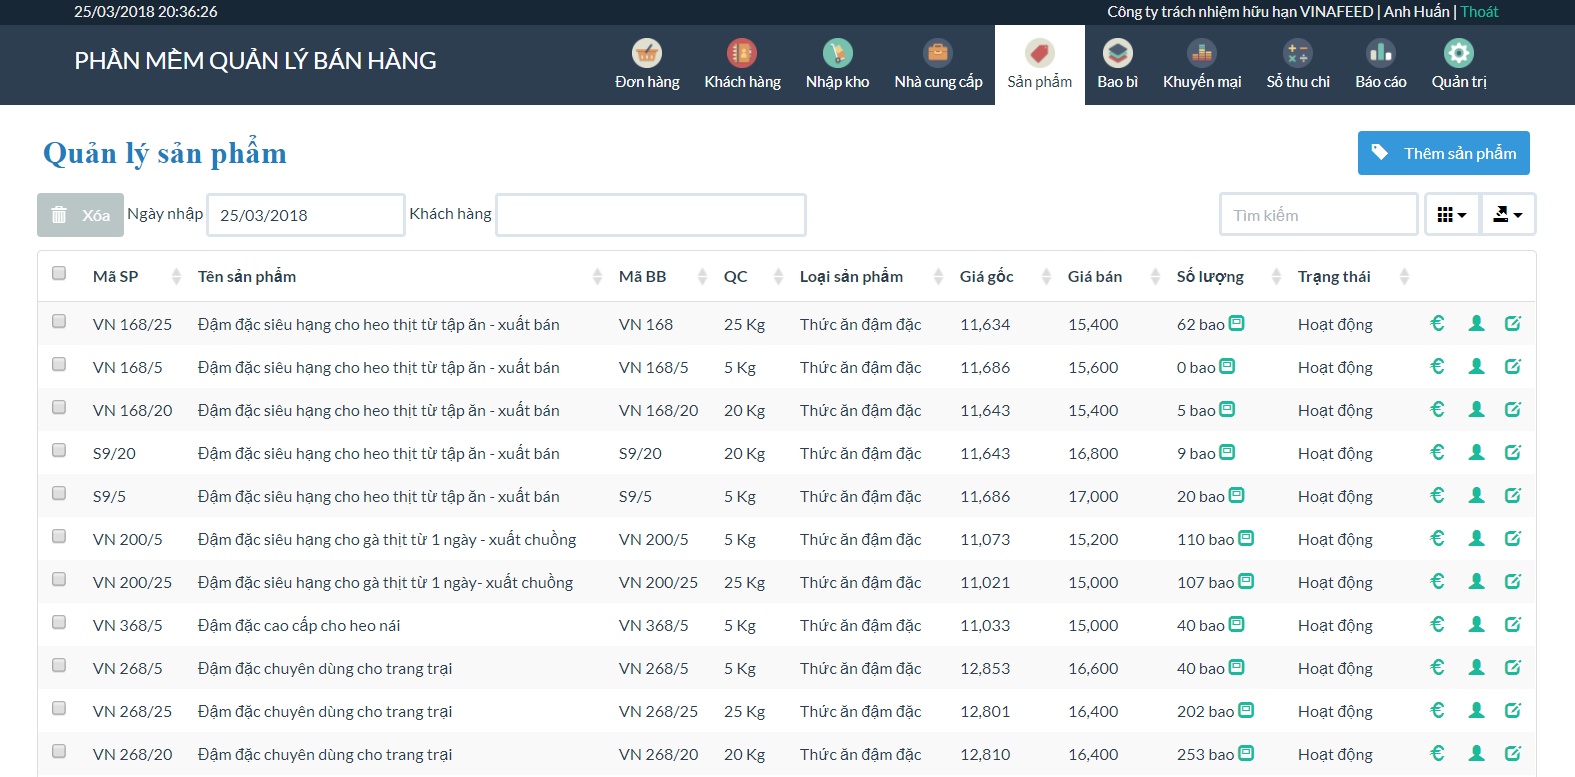 25/03/2018 20:36:26
Công ty trách nhiệm hữu hạn VINAFEED | Anh Huấn | Thoát
PHẦN MỀM QUẢN LÝ BÁN HÀNG
Đơn hàng Khách hàng Nhập kho Nhà cung cấp Sản phẩm Bao bì Khuyến mại Sổ thu chi Báo cáo Quản trị
Quản lý sản phẩm
Thêm sản phẩm
Xóa Ngày nhập 25/03/2018 Khách hàng Tìm kiếm
Mã SP Tên sản phẩm Mã BB QC Loại sản phẩm Giá gốc Giá bán Số lượng Trạng thái
VN 168/25 Đậm đặc siêu hạng cho heo thịt từ tập ăn - xuất bán VN 168 25 Kg Thức ăn đậm đặc 11,634 15,400 62 bao Hoạt động €
VN 168/5 Đậm đặc siêu hạng cho heo thịt từ tập ăn - xuất bán VN 168/5 5 Kg Thức ăn đậm đặc 11,686 15,600 0 bao Hoạt động €
VN 168/20 Đậm đặc siêu hạng cho heo thịt từ tập ăn - xuất bán VN 168/20 20 Kg Thức ăn đậm đặc 11,643 15,400 5 bao Hoạt động €
S9/20 Đậm đặc siêu hạng cho heo thịt từ tập ăn - xuất bán S9/20 20 Kg Thức ăn đậm đặc 11,643 16,800 9 bao Hoạt động €
S9/5 Đậm đặc siêu hạng cho heo thịt từ tập ăn - xuất bán S9/5 5 Kg Thức ăn đậm đặc 11,686 17,000 20 bao Hoạt động €
VN 200/5 Đậm đặc siêu hạng cho gà thịt từ 1 ngày - xuất chuồng VN 200/5 5 Kg Thức ăn đậm đặc 11,073 15,200 110 bao Hoạt động €
VN 200/25 Đậm đặc siêu hạng cho gà thịt từ 1 ngày- xuất chuồng VN 200/25 25 Kg Thức ăn đậm đặc 11,021 15,000 107 bao Hoạt động €
VN 368/5 Đậm đặc cao cấp cho heo nái VN 368/5 5 Kg Thức ăn đậm đặc 11,033 15,000 40 bao Hoạt động €
VN 268/5 Đậm đặc chuyên dùng cho trang trại VN 268/5 5 Kg Thức ăn đậm đặc 12,853 16,600 40 bao Hoạt động €
VN 268/25 Đậm đặc chuyên dùng cho trang trại VN 268/25 25 Kg Thức ăn đậm đặc 12,801 16,400 202 bao Hoạt động €
VN 268/20 Đậm đặc chuyên dùng cho trang trại VN 268/20 20 Kg Thức ăn đậm đặc 12,810 16,400 253 bao Hoạt động €